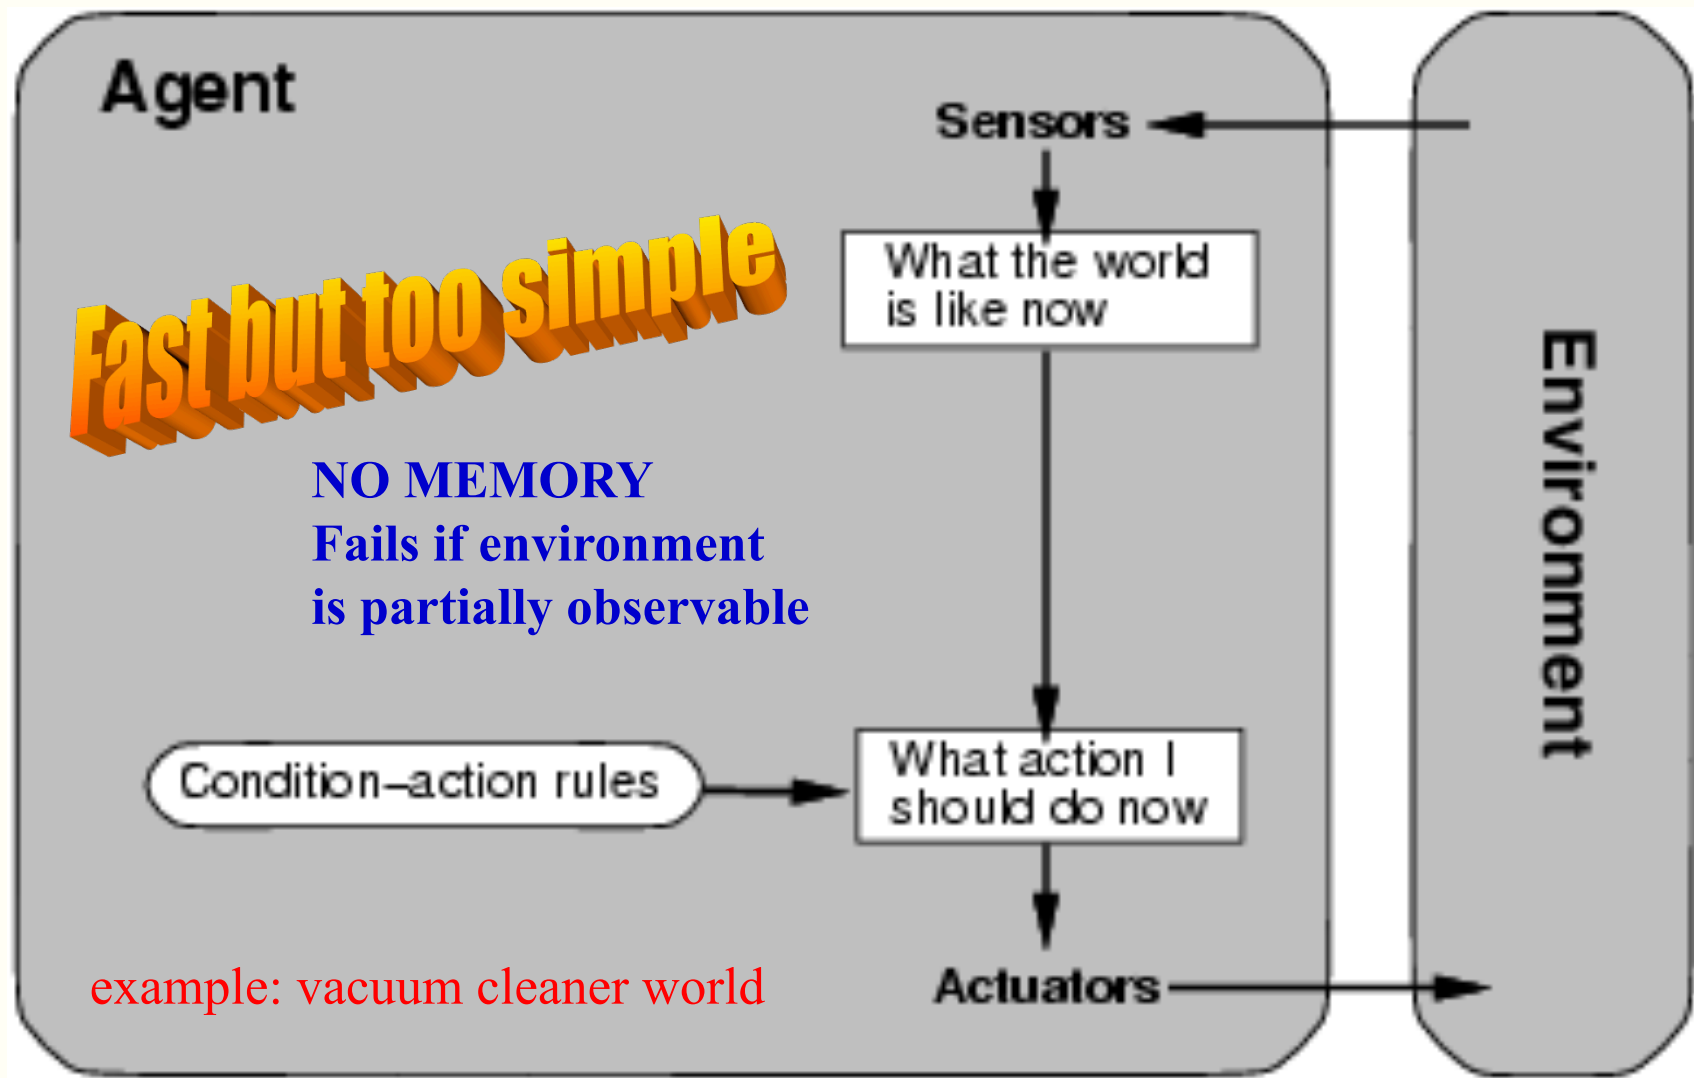 Agent
Sensors
What the world
is like now
Fast but too simple
NO MEMORY
Fails if environment
is partially observable
Environment
Condition–action rules
What action I
should do now
example: vacuum cleaner world
Actuators